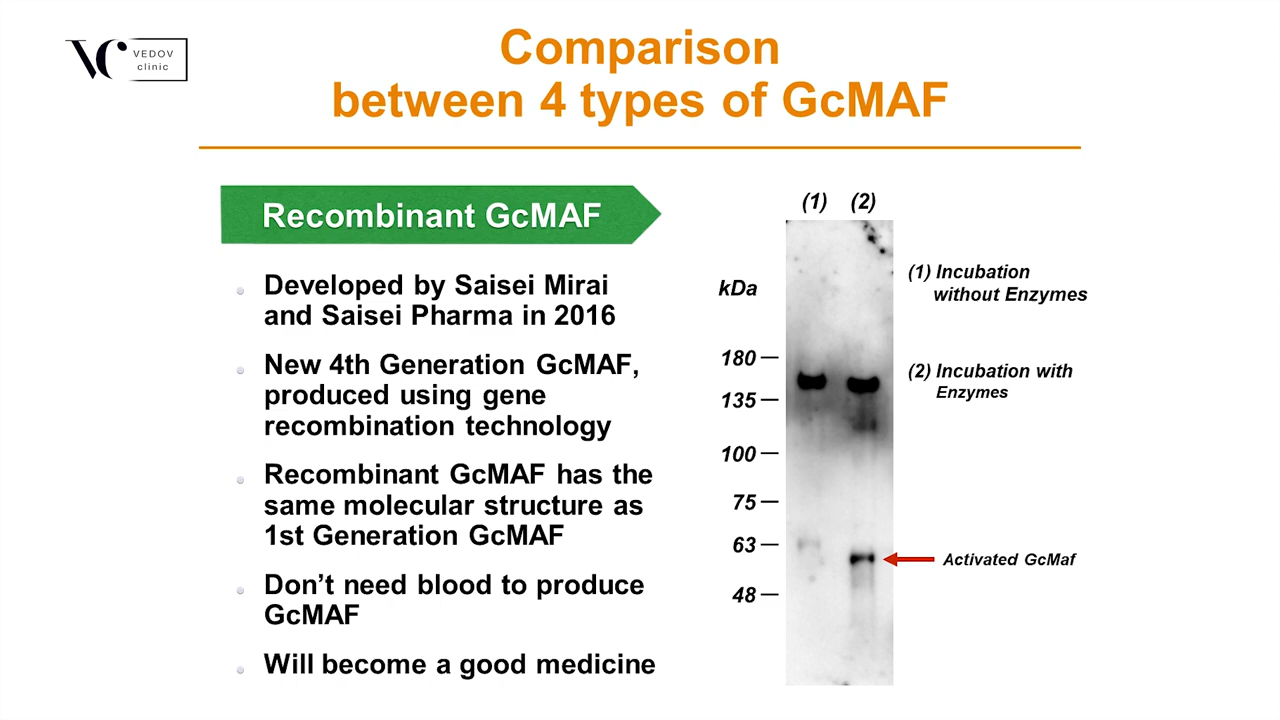 VC VEDOV
clinic
Comparison
between 4 types of GcMAF
Recombinant GcMAF
Developed by Saisei Mirai
and Saisei Pharma in 2016
New 4th Generation GcMAF,
produced using gene
recombination technology
Recombinant GcMAF has the
same molecular structure as
1st Generation GcMAF
Don’t need blood to produce
GcMAF
Will become a good medicine
(1) (2)
kDa
180
135
100
75
63
48
(1) Incubation
without Enzymes
(2) Incubation with
Enzymes
Activated GcMaf